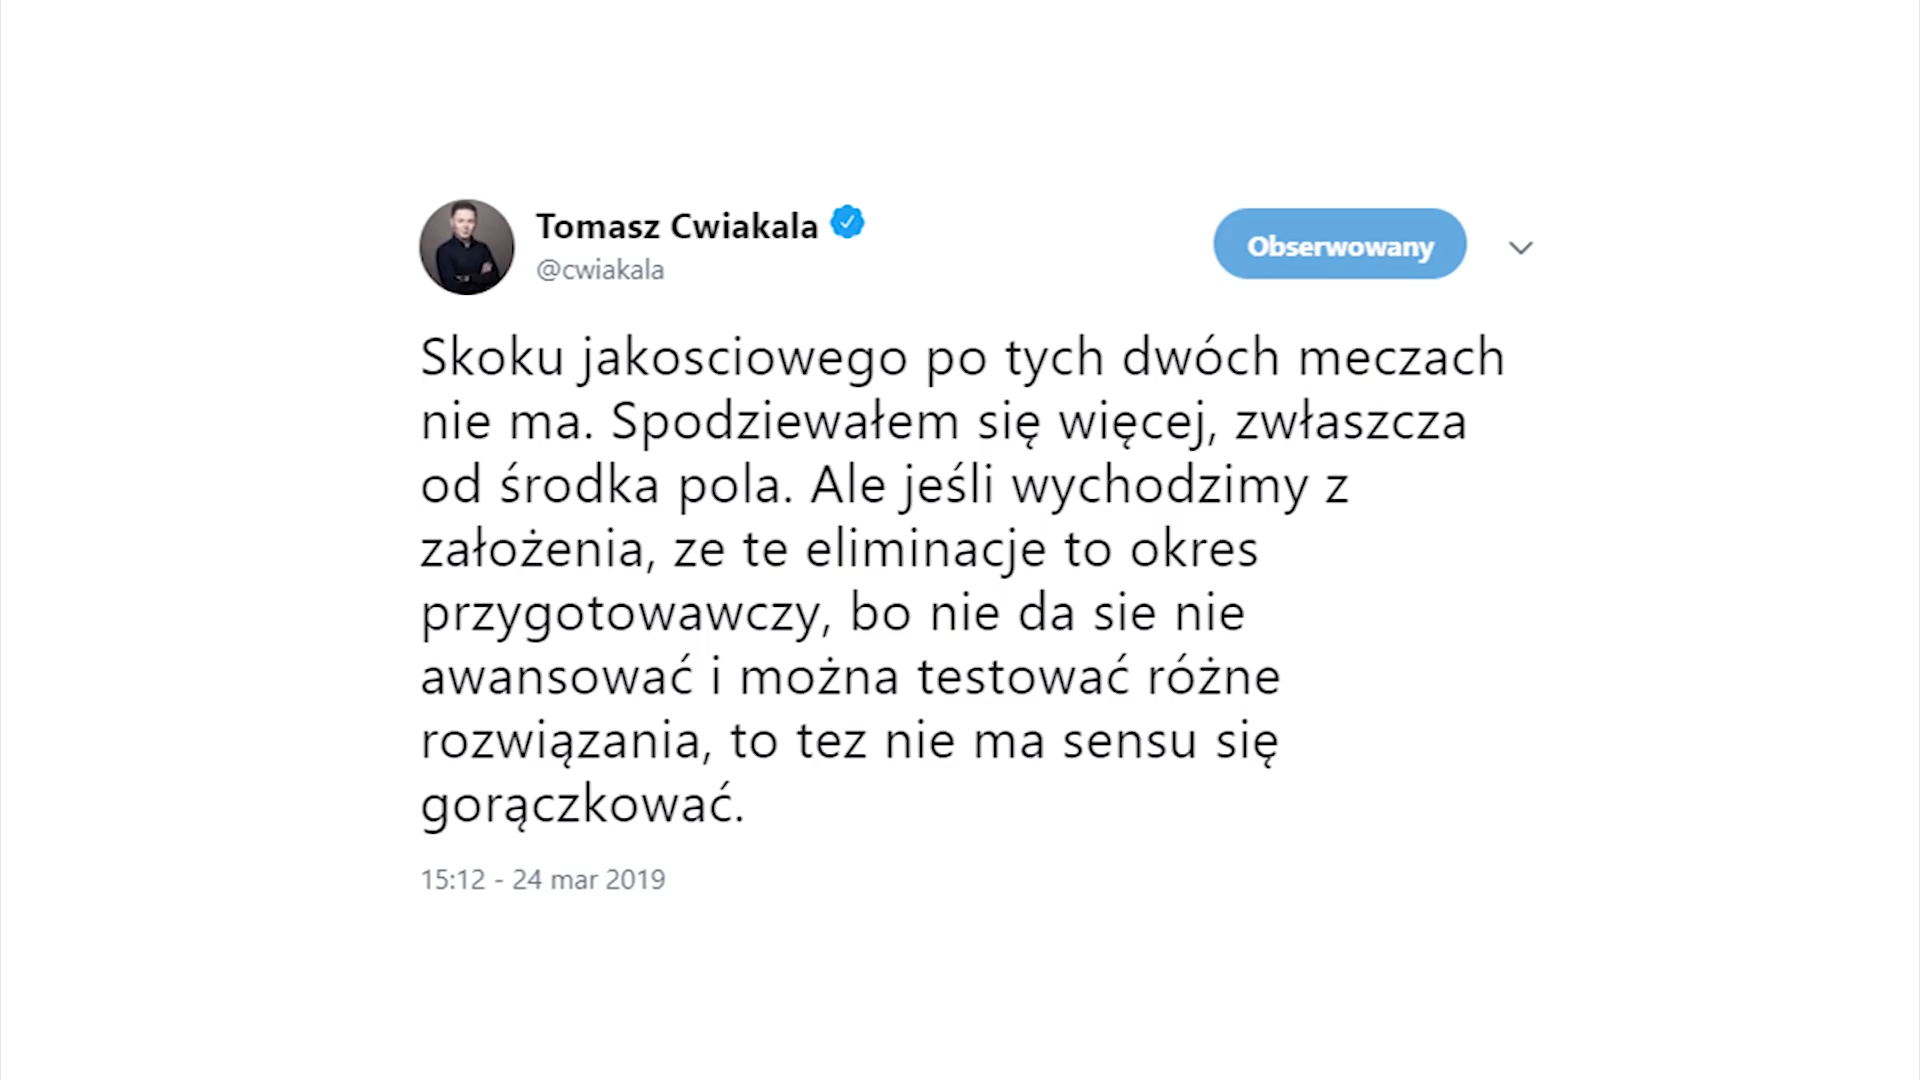 Tomasz Cwiakala
@cwiakala
Obserwowany
Skoku jakosciowego po tych dwóch meczach
nie ma. Spodziewałem się więcej, zwłaszcza
od środka pola. Ale jeśli wychodzimy z
założenia, ze te eliminacje to okres
przygotowawczy, bo nie da sie nie
awansować i można testować różne
rozwiązania, to tez nie ma sensu się
gorączkować.
15:12 - 24 mar 2019